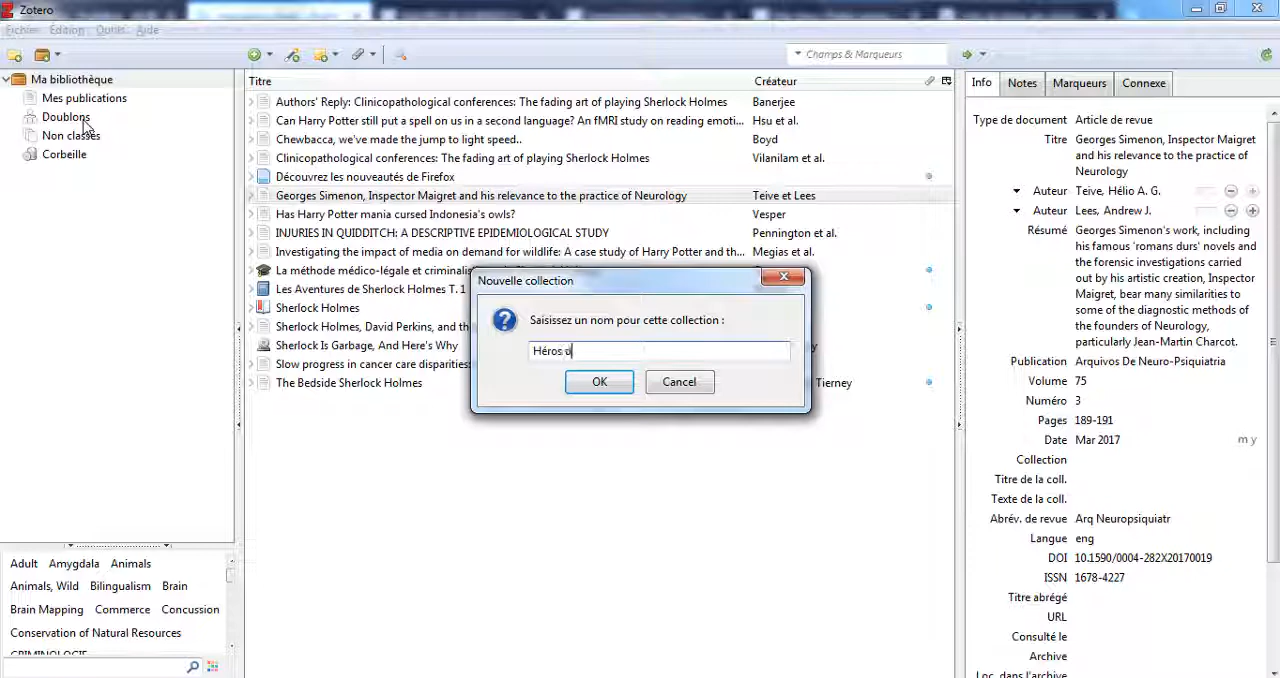 Zotero
Fichier Édition Outils Aide
Champs & Marqueurs
Ma bibliothèque
Mes publications
Doublons
Non classés
Corbeille
Titre Créateur
Authors' Reply: Clinicopathological conferences: The fading art of playing Sherlock Holmes Banerjee
Can Harry Potter still put a spell on us in a second language? An fMRI study on reading emoti... Hsu et al.
Chewbacca, we've made the jump to light speed.. Boyd
Clinicopathological conferences: The fading art of playing Sherlock Holmes Vilanilam et al.
Découvrez les nouveautés de Firefox
Georges Simenon, Inspector Maigret and his relevance to the practice of Neurology Teive et Lees
Has Harry Potter mania cursed Indonesia's owls? Vesper
INJURIES IN QUIDDITCH: A DESCRIPTIVE EPIDEMIOLOGICAL STUDY Pennington et al.
Investigating the impact of media on demand for wildlife: A case study of Harry Potter and th... Megias et al.
La méthode médico-légale et criminalis
Les Aventures de Sherlock Holmes T. 1
Sherlock Holmes
Sherlock Holmes, David Perkins, and th
Sherlock Is Garbage, And Here's Why
Slow progress in cancer care disparities:
The Bedside Sherlock Holmes Tierney
Nouvelle collection
Saisissez un nom pour cette collection :
Héros
OK Cancel
Info Notes Marqueurs Connexe
Type de document Article de revue
Titre Georges Simenon, Inspector Maigret
and his relevance to the practice of
Neurology
Auteur Teive, Hélio A. G.
Auteur Lees, Andrew J.
Résumé Georges Simenon's work, including
his famous 'romans durs' novels and
the forensic investigations carried
out by his artistic creation, Inspector
Maigret, bear many similarities to
some of the diagnostic methods of
the founders of Neurology,
particularly Jean-Martin Charcot.
Publication Arquivos De Neuro-Psiquiatria
Volume 75
Numéro 3
Pages 189-191
Date Mar 2017 m y
Collection
Titre de la coll.
Texte de la coll.
Abrév. de revue Arq Neuropsiquiatr
Langue eng
DOI 10.1590/0004-282X20170019
ISSN 1678-4227
Titre abrégé
URL
Consulté le
Archive
Loc. dans l'archive
Adult Amygdala Animals
Animals, Wild Bilingualism Brain
Brain Mapping Commerce Concussion
Conservation of Natural Resources
CRIMINOLOGIE